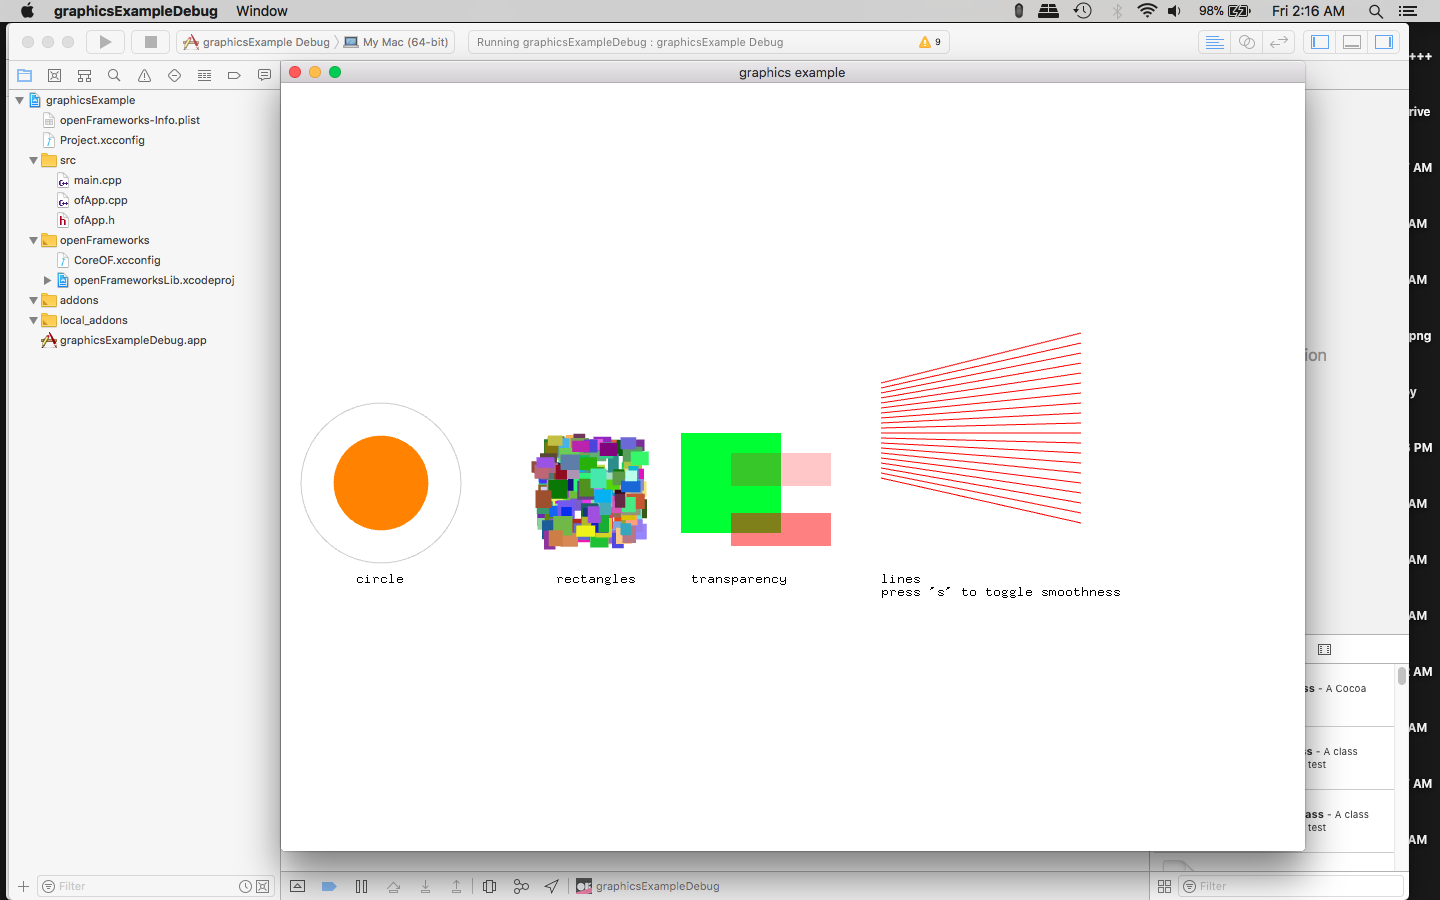 graphicsExampleDebug Window 98% Fri 2:16 AM
graphicsExample Debug My Mac (64-bit) Running graphicsExampleDebug : graphicsExample Debug 9
graphics example
graphicsExample
openFrameworks-Info.plist
Project.xcconfig
src
main.cpp
ofApp.cpp
ofApp.h
openFrameworks
CoreOF.xcconfig
openFrameworksLib.xcodeproj
addons
local_addons
graphicsExampleDebug.app
circle
rectangles
transparency
lines
press 's' to toggle smoothness
+++
rive
AM
AM
AM
ion
png
y
PM
AM
AM
AM
AM
AM
AM
AM
ss - A Cocoa
s - A class
test
ass - A class
test
Filter
graphicsExampleDebug
Filter